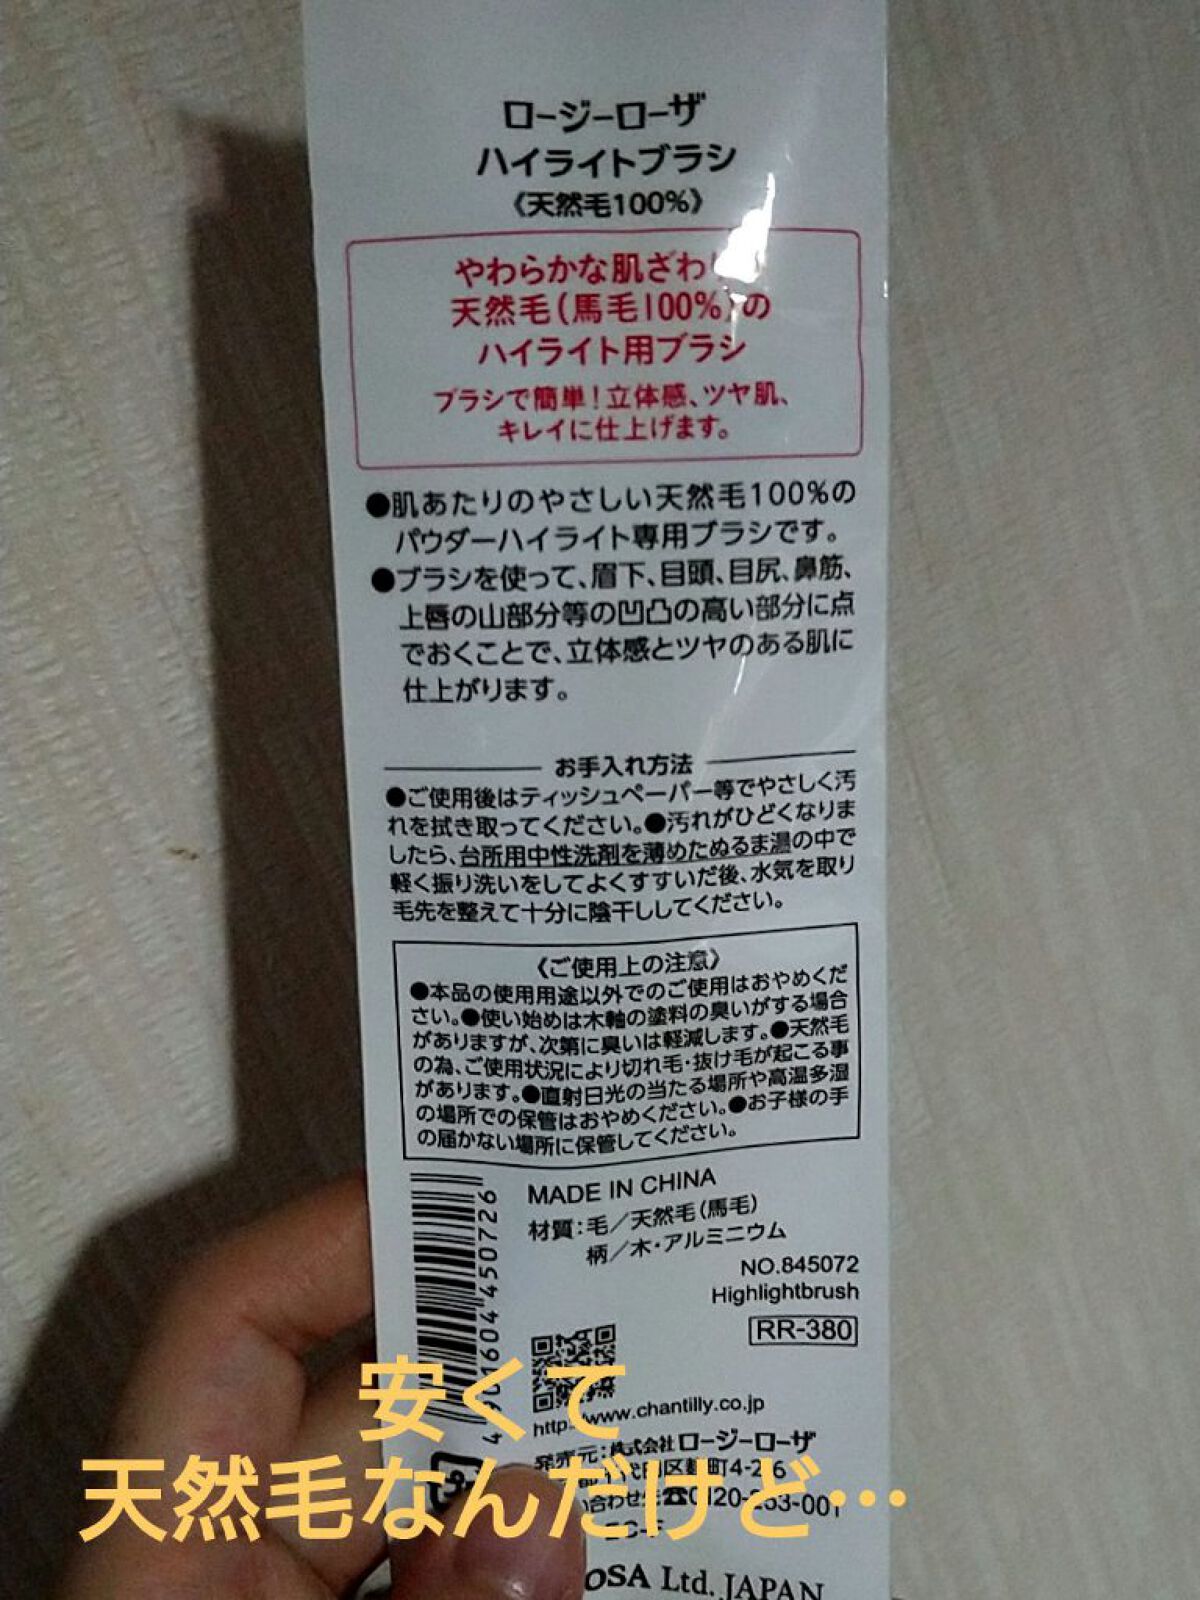 ロージーローザ
ハイライトブラシ
《天然毛100%》
やわらかな肌ざわり
天然毛(馬毛100%)の
ハイライト用ブラシ
ブラシで簡単!立体感、ツヤ肌、
キレイに仕上げます。
●肌あたりのやさしい天然毛100%の
パウダーハイライト専用ブラシです。
●ブラシを使って、眉下、目頭、目尻、鼻筋、
上唇の山部分等の凹凸の高い部分に点
でおくことで、立体感とツヤのある肌に
仕上がります。
お手入れ方法
●ご使用後はティッシュペーパー等でやさしく汚
れを拭き取ってください。●汚れがひどくなりま
したら、台所用中性洗剤を薄めたぬるま湯の中で
軽く振り洗いをしてよくすすいだ後、水気を取り
毛先を整えて十分に陰干ししてください。
《ご使用上の注意》
●本品の使用用途以外でのご使用はおやめくだ
さい。●使い始めは木軸の塗料の臭いがする場合
がありますが、次第に臭いは軽減します。●天然毛
の為、ご使用状況により切れ毛・抜け毛が起こる事
があります。●直射日光の当たる場所や高温多湿
の場所での保管はおやめください。●お子様の手
の届かない場所に保管してください。
MADE IN CHINA
材質:毛/天然毛(馬毛)
柄/木・アルミニウム
NO.845072
Highlightbrush
RR-380
4 901604 450726
http://www.chantilly.co.jp
発売元:株式会社ロージーローザ
代田区麹町4-2-6
い合わせ先☎0120-253-001
OSA Ltd. JAPAN
安くて
天然毛なんだけど…